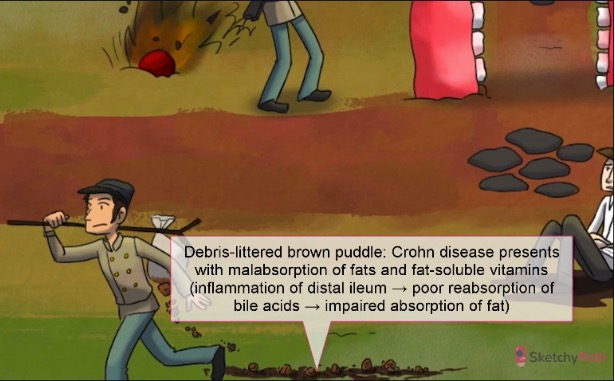 Debris-littered brown puddle: Crohn disease presents
with malabsorption of fats and fat-soluble vitamins
(inflammation of distal ileum → poor reabsorption of
bile acids → impaired absorption of fat)
SketchyPath